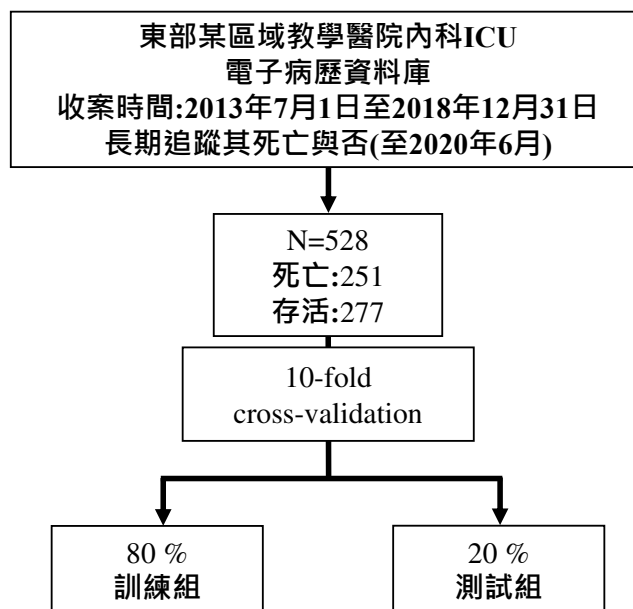 東部某區域教學醫院內科ICU
電子病歷資料庫
收案時間:2013年7月1日至2018年12月31日
長期追蹤其死亡與否(至2020年6月)
N=528
死亡:251
存活:277
10-fold
cross-validation
80 %
訓練組
20 %
測試組